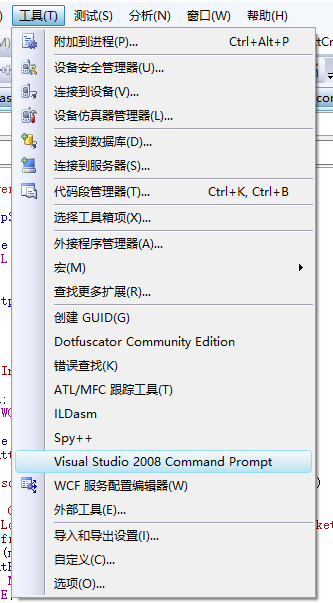 工具(T) 测试(S) 分析(N) 窗口(W) 帮助(H)
附加到进程(P)... Ctrl+Alt+P
设备安全管理器(U)...
连接到设备(V)...
设备仿真器管理器(L)...
连接到数据库(D)...
连接到服务器(S)...
代码段管理器(T)... Ctrl+K, Ctrl+B
选择工具箱项(X)...
外接程序管理器(A)...
宏(M)
查找更多扩展(R)...
创建 GUID(G)
Dotfuscator Community Edition
错误查找(K)
ATL/MFC 跟踪工具(T)
ILDasm
Spy++
Visual Studio 2008 Command Prompt
WCF 服务配置编辑器(W)
外部工具(E)...
导入和导出设置(I)...
自定义(C)...
选项(O)...